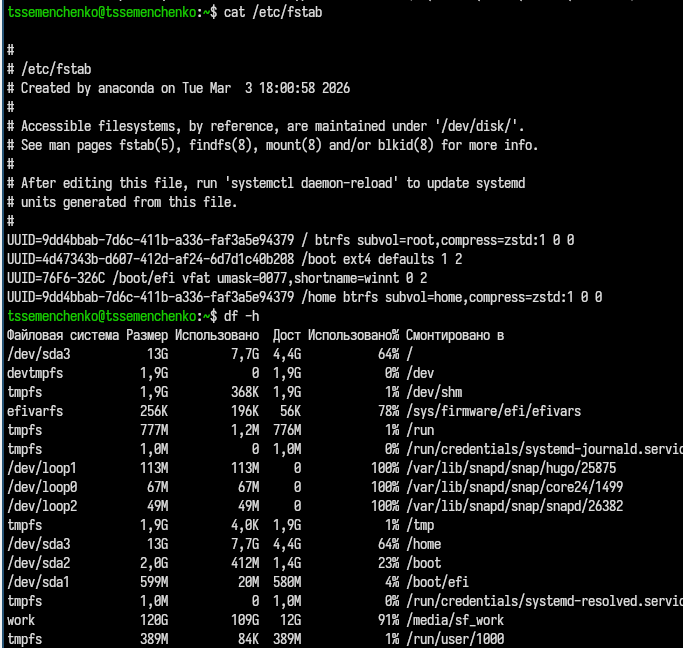 tssemenchenko@tssemenchenko:~$ cat /etc/fstab
#
# /etc/fstab
# Created by anaconda on Tue Mar  3 18:00:58 2026
#
# Accessible filesystems, by reference, are maintained under '/dev/disk/'.
# See man pages fstab(5), findfs(8), mount(8) and/or blkid(8) for more info.
#
# After editing this file, run 'systemctl daemon-reload' to update systemd
# units generated from this file.
#
UUID=9dd4bbab-7d6c-411b-a336-faf3a5e94379 / btrfs subvol=root,compress=zstd:1 0 0
UUID=4d47343b-d607-412d-af24-6d7d1c40b208 /boot ext4 defaults 1 2
UUID=76F6-326C /boot/efi vfat umask=0077,shortname=winnt 0 2
UUID=9dd4bbab-7d6c-411b-a336-faf3a5e94379 /home btrfs subvol=home,compress=zstd:1 0 0
tssemenchenko@tssemenchenko:~$ df -h
Файловая система Размер Использовано  Дост Использовано% Смонтировано в
/dev/sda3           13G         7,7G  4,4G           64% /
devtmpfs           1,9G            0  1,9G            0% /dev
tmpfs              1,9G         368K  1,9G            1% /dev/shm
efivarfs           256K         196K   56K           78% /sys/firmware/efi/efivars
tmpfs              777M         1,2M  776M            1% /run
tmpfs              1,0M            0  1,0M            0% /run/credentials/systemd-journald.servic
/dev/loop1         113M         113M     0          100% /var/lib/snapd/snap/hugo/25875
/dev/loop0          67M          67M     0          100% /var/lib/snapd/snap/core24/1499
/dev/loop2          49M          49M     0          100% /var/lib/snapd/snap/snapd/26382
tmpfs              1,9G         4,0K  1,9G            1% /tmp
/dev/sda3           13G         7,7G  4,4G           64% /home
/dev/sda2          2,0G         412M  1,4G           23% /boot
/dev/sda1          599M          20M  580M            4% /boot/efi
tmpfs              1,0M            0  1,0M            0% /run/credentials/systemd-resolved.servic
work               120G         109G   12G           91% /media/sf_work
tmpfs              389M          84K  389M            1% /run/user/1000